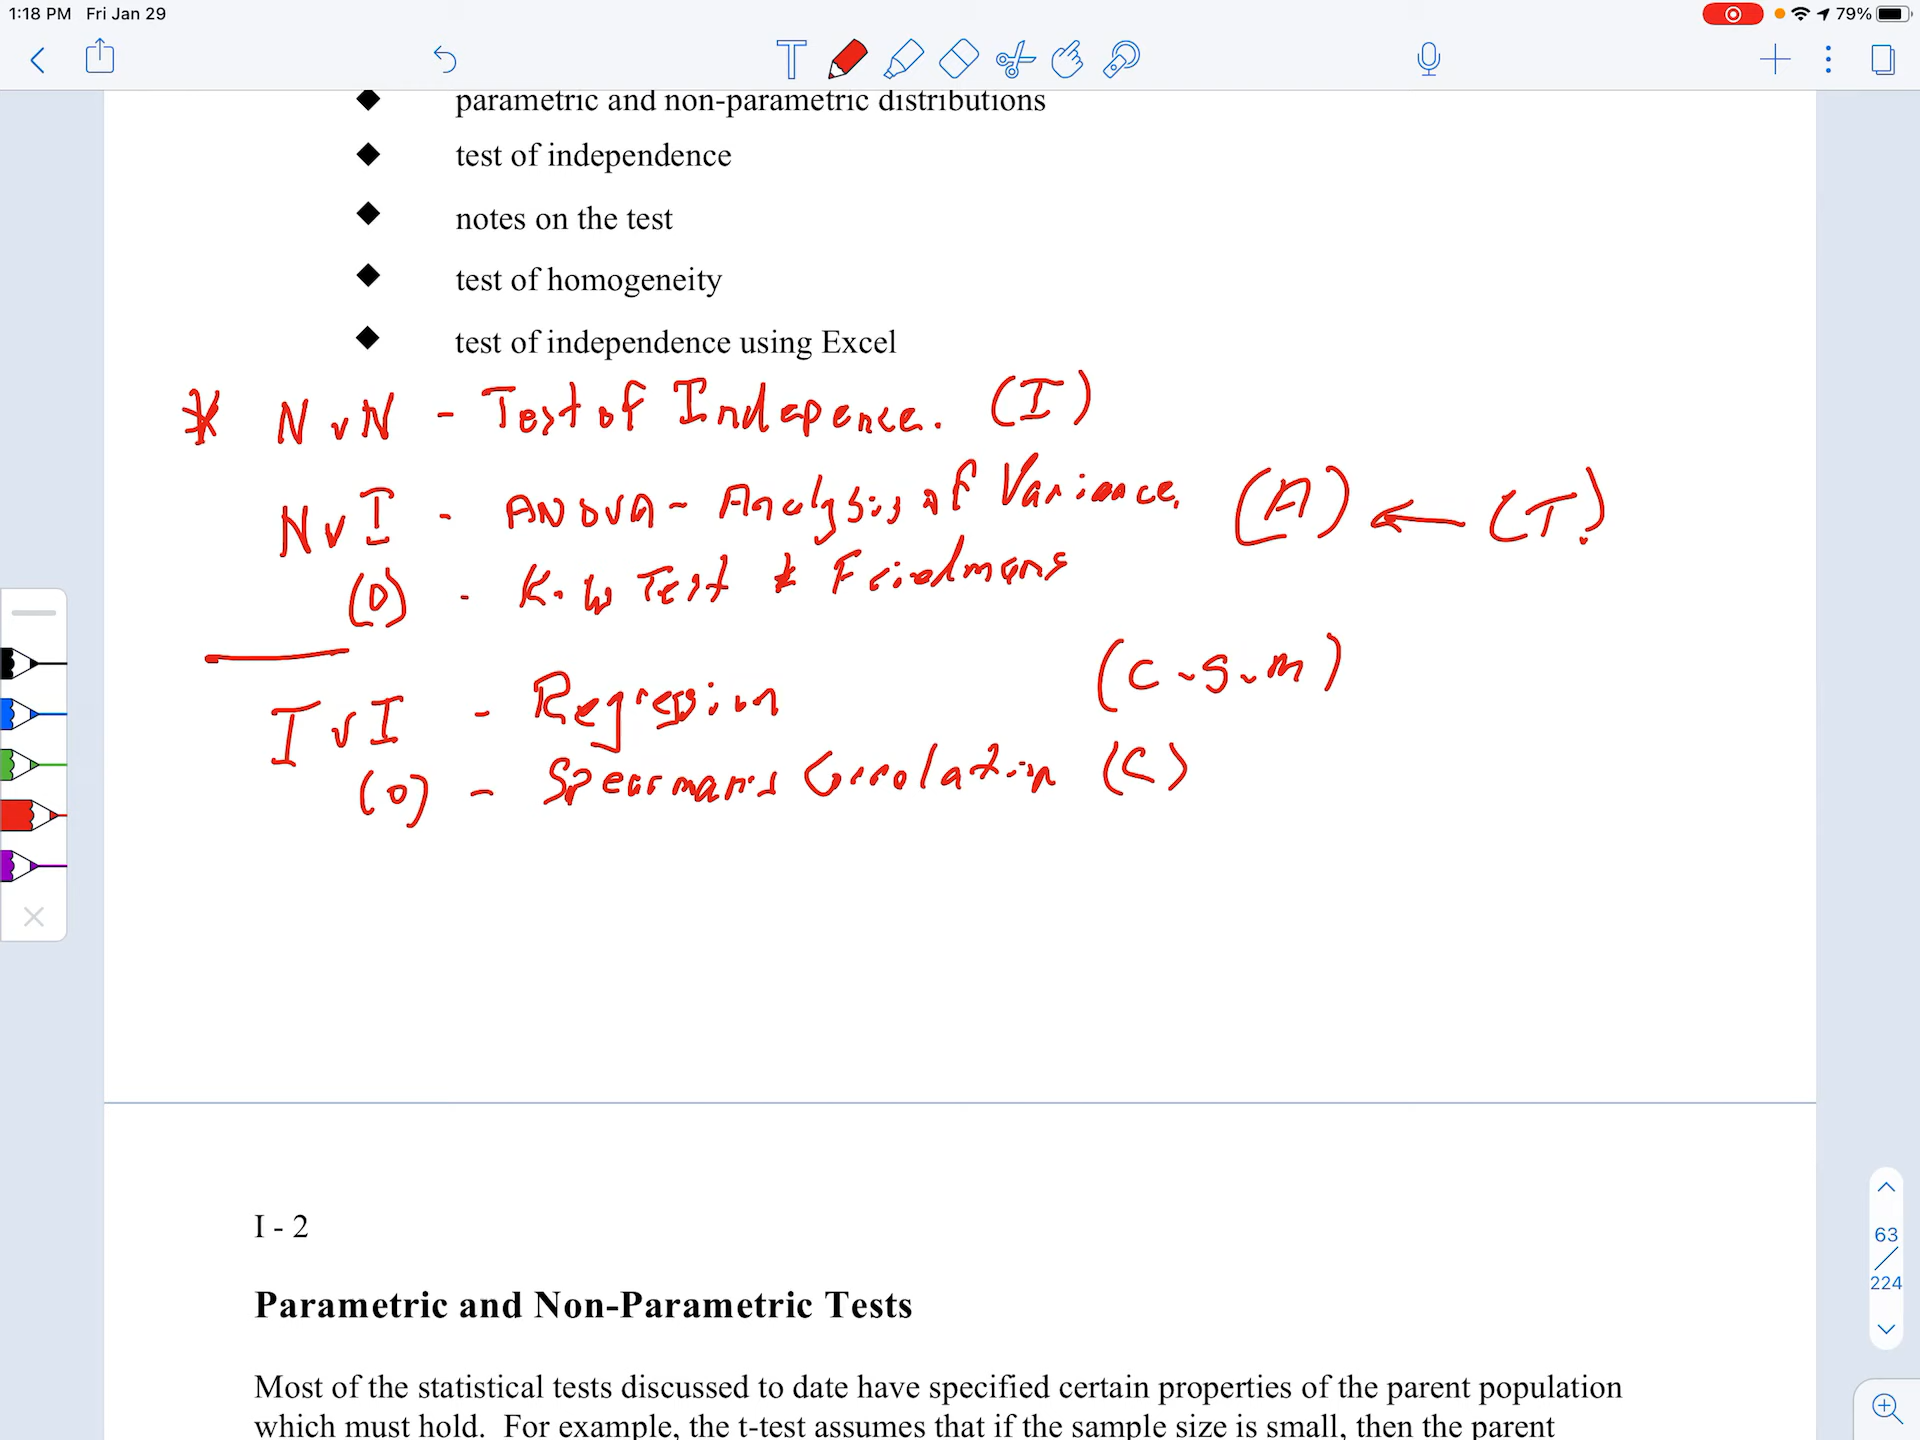 1:18 PM Fri Jan 29 79%
T
◆ parametric and non-parametric distributions
◆ test of independence
◆ notes on the test
◆ test of homogeneity
◆ test of independence using Excel
* N v N - Test of Indepence. (I)
N v I - ANOVA - Analysis of Variance. (A) ← (T)
(O) - K-W Test & Friedmans
I v I - Regression (C.S.M)
(O) - Spearman's Correlation (C)
I - 2
63
224
Parametric and Non-Parametric Tests
Most of the statistical tests discussed to date have specified certain properties of the parent population
which must hold. For example, the t-test assumes that if the sample size is small, then the parent